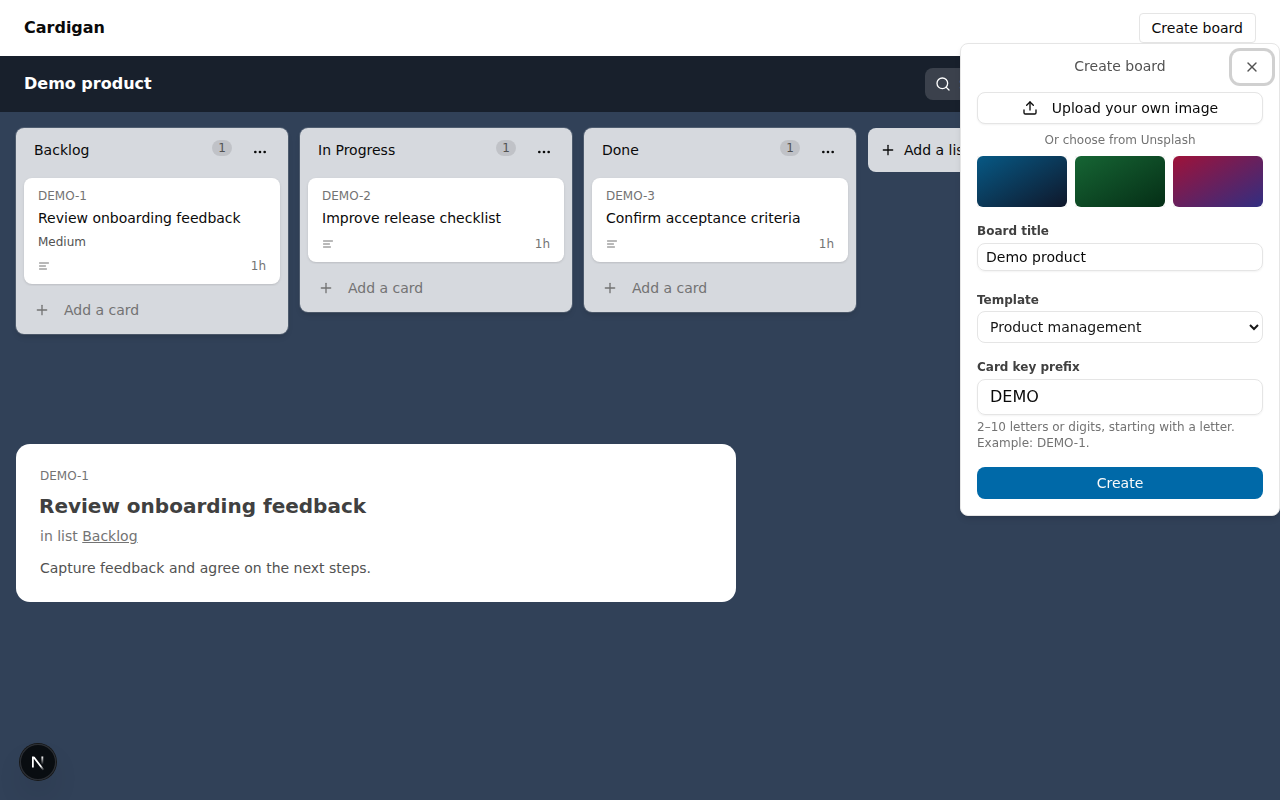 Cardigan
Create board
Demo product
Backlog
1
DEMO-1
Review onboarding feedback
Medium
1h
Add a card
In Progress
1
DEMO-2
Improve release checklist
1h
Add a card
Done
1
DEMO-3
Confirm acceptance criteria
1h
Add a card
Add a lis
DEMO-1
Review onboarding feedback
in list Backlog
Capture feedback and agree on the next steps.
Create board
Upload your own image
Or choose from Unsplash
Board title
Demo product
Template
Product management
Card key prefix
DEMO
2–10 letters or digits, starting with a letter.
Example: DEMO-1.
Create
N